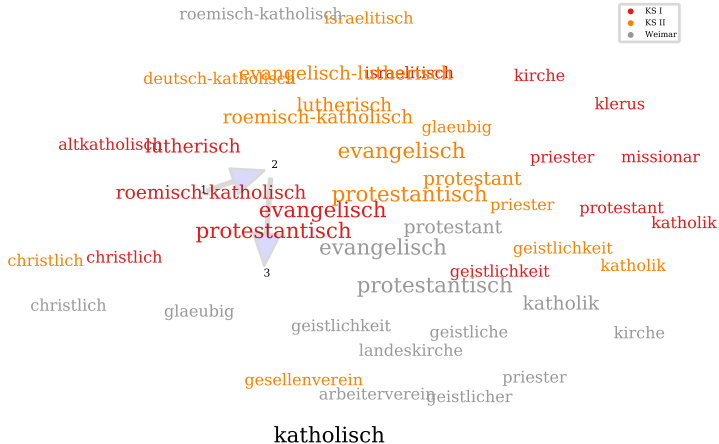 roemisch-katholisch
israelitisch
KS I
KS II
Weimar
deutsch-katholisch
evangelisch-lutherisch
israelitisch
kirche
lutherisch
klerus
roemisch-katholisch
glaeubig
altkatholisch
lutherisch
evangelisch
priester
missionar
2
1
roemisch-katholisch
protestantisch
protestant
priester
evangelisch
protestant
katholik
protestantisch
protestant
evangelisch
geistlichkeit
christlich
christlich
geistlichkeit
katholik
3
protestantisch
christlich
glaeubig
katholik
geistlichkeit
geistliche
kirche
landeskirche
gesellenverein
priester
arbeiterverein
geistlicher
katholisch